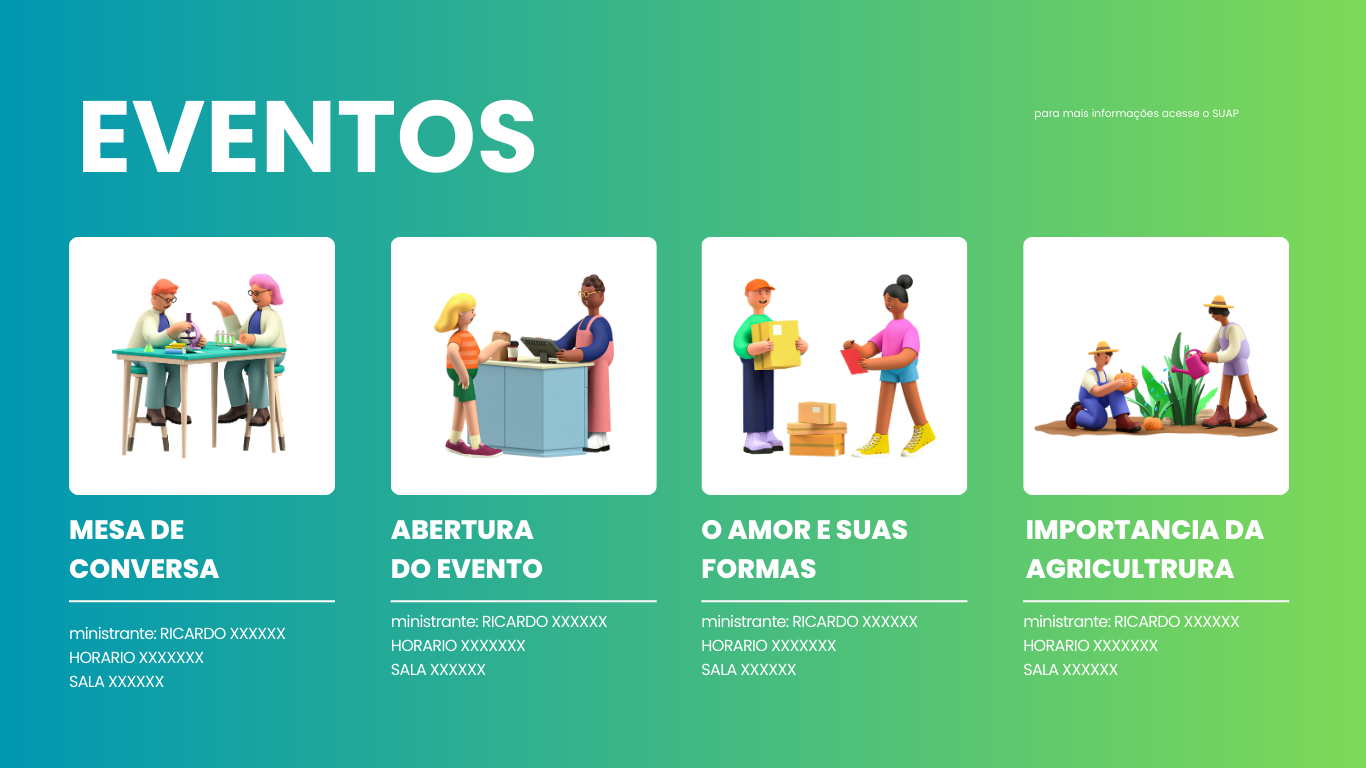 EVENTOS
para mais informações acesse o SUAP
MESA DE
CONVERSA
ministrante: RICARDO XXXXXX
HORARIO XXXXXXX
SALA XXXXXX
ABERTURA
DO EVENTO
ministrante: RICARDO XXXXXX
HORARIO XXXXXXX
SALA XXXXXX
O AMOR E SUAS
FORMAS
ministrante: RICARDO XXXXXX
HORARIO XXXXXXX
SALA XXXXXX
IMPORTANCIA DA
AGRICULTRURA
ministrante: RICARDO XXXXXX
HORARIO XXXXXXX
SALA XXXXXX